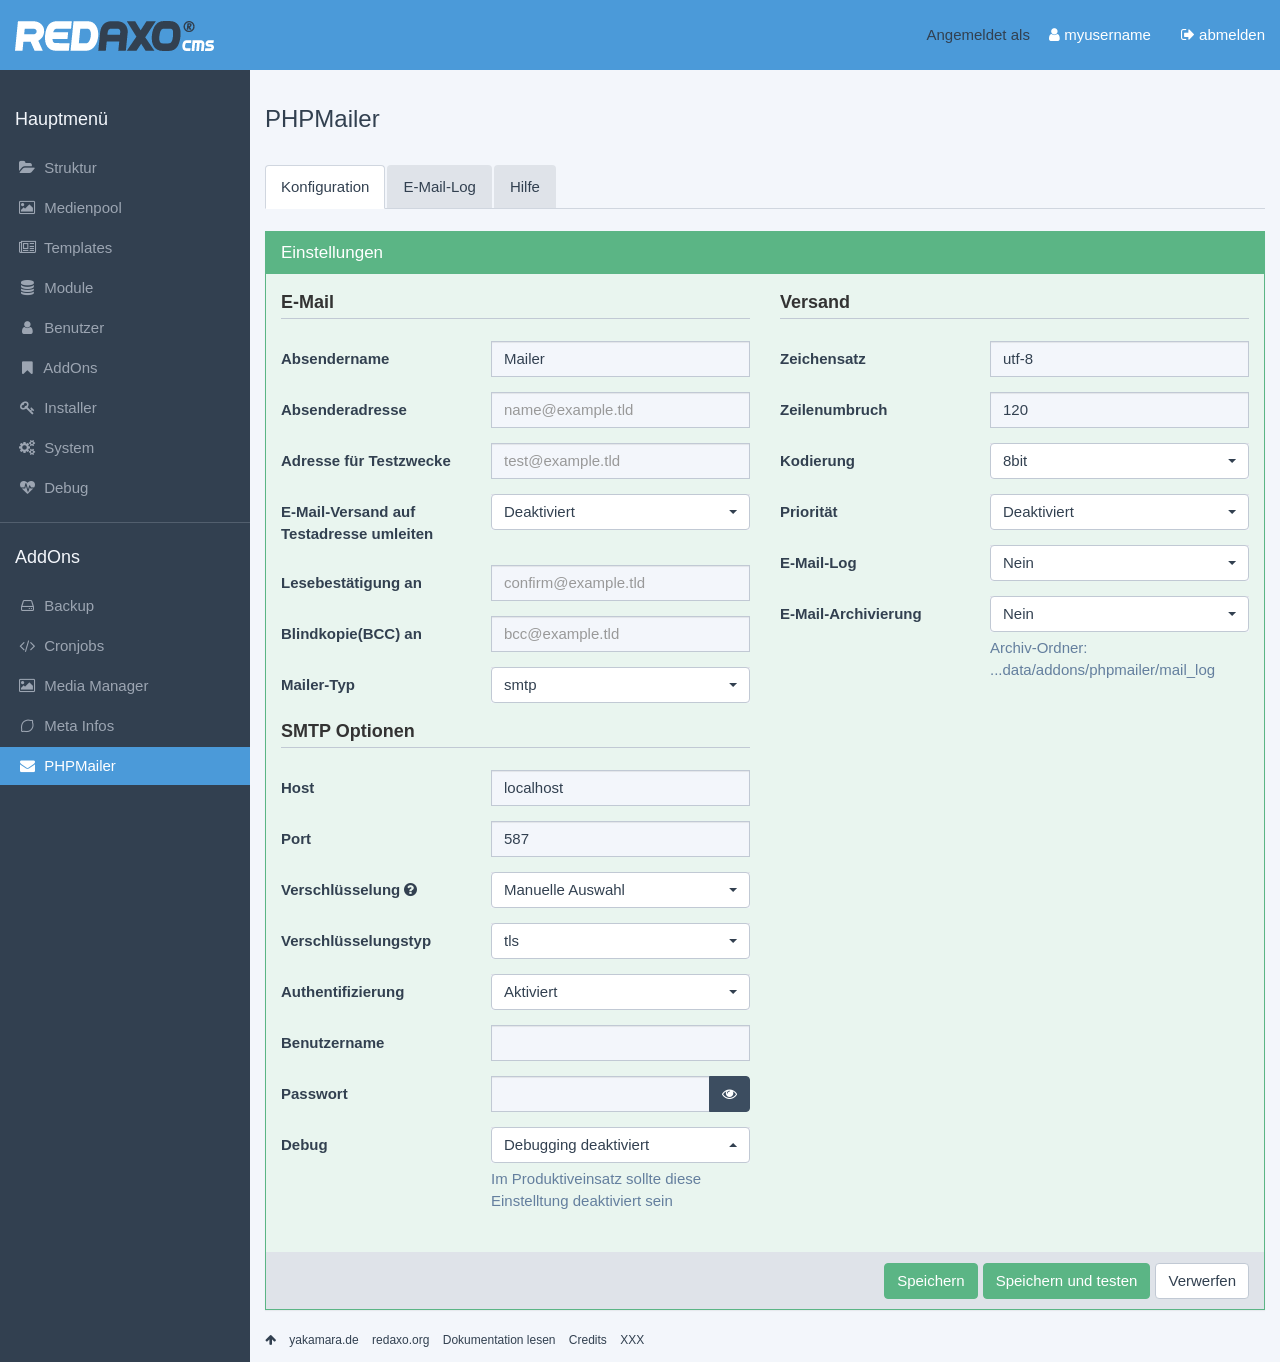 REDAXO® cms
Angemeldet als myusername abmelden
Hauptmenü
Struktur
Medienpool
Templates
Module
Benutzer
AddOns
Installer
System
Debug
AddOns
Backup
Cronjobs
Media Manager
Meta Infos
PHPMailer
PHPMailer
Konfiguration E-Mail-Log Hilfe
Einstellungen
E-Mail
Absendername Mailer
Absenderadresse name@example.tld
Adresse für Testzwecke test@example.tld
E-Mail-Versand auf Deaktiviert
Testadresse umleiten
Lesebestätigung an confirm@example.tld
Blindkopie(BCC) an bcc@example.tld
Mailer-Typ smtp
SMTP Optionen
Host localhost
Port 587
Verschlüsselung Manuelle Auswahl
Verschlüsselungstyp tls
Authentifizierung Aktiviert
Benutzername
Passwort
Debug Debugging deaktiviert
Im Produktiveinsatz sollte diese
Einstelltung deaktiviert sein
Versand
Zeichensatz utf-8
Zeilenumbruch 120
Kodierung 8bit
Priorität Deaktiviert
E-Mail-Log Nein
E-Mail-Archivierung Nein
Archiv-Ordner:
...data/addons/phpmailer/mail_log
Speichern Speichern und testen Verwerfen
yakamara.de redaxo.org Dokumentation lesen Credits XXX